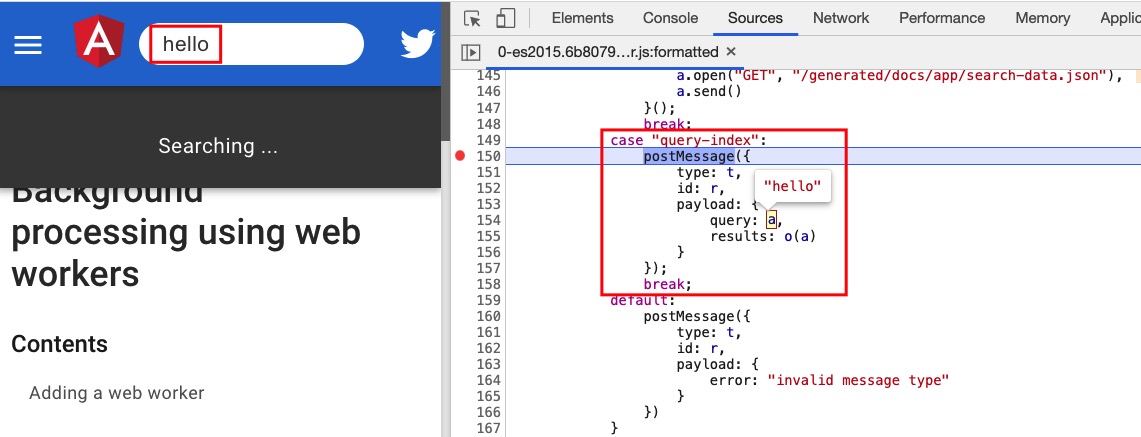 hello
Searching ...
Background
processing using web
workers
Contents
Adding a web worker
Elements Console Sources Network Performance Memory Applic
0-es2015.6b8079…r.js:formatted ×
145 a.open("GET", "/generated/docs/app/search-data.json"),
146 a.send()
147 }();
148 break;
149 case "query-index":
150 postMessage({
151 type: t,
152 id: r,
"hello"
153 payload: {
154 query: a,
155 results: o(a)
156 }
157 });
158 break;
159 default:
160 postMessage({
161 type: t,
162 id: r,
163 payload: {
164 error: "invalid message type"
165 }
166 })
167 }